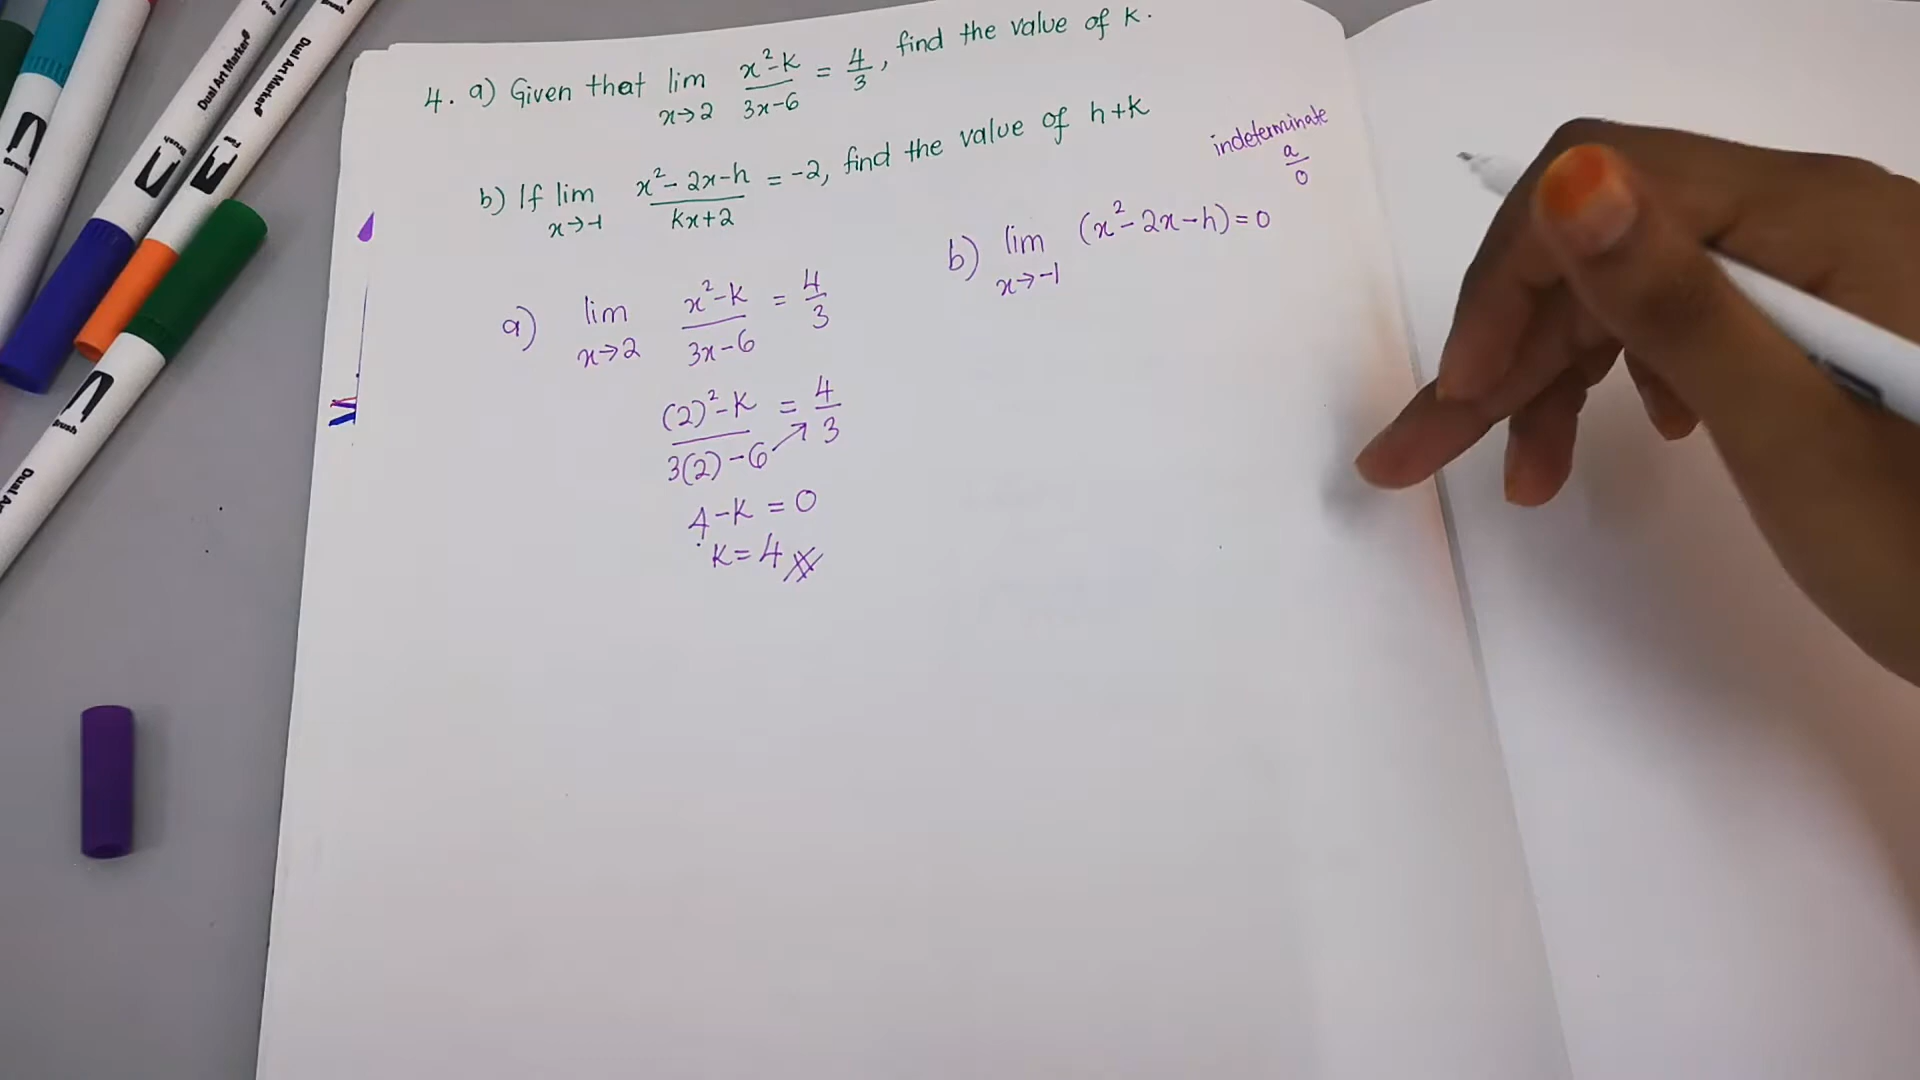 4. a) Given that lim x→2 x²-k / 3x-6 = 4/3, find the value of k.
b) If lim x→-1 x²-2x-h / kx+2 = -2, find the value of h+k
indeterminate
a/0
a) lim x→2 x²-k / 3x-6 = 4/3
(2)²-k / 3(2)-6 = 4/3
4-k = 0
k = 4
b) lim x→-1 (x²-2x-h) = 0
Dual Art Marker
Dual Art Marker
Brush
Brush
Dual Ar